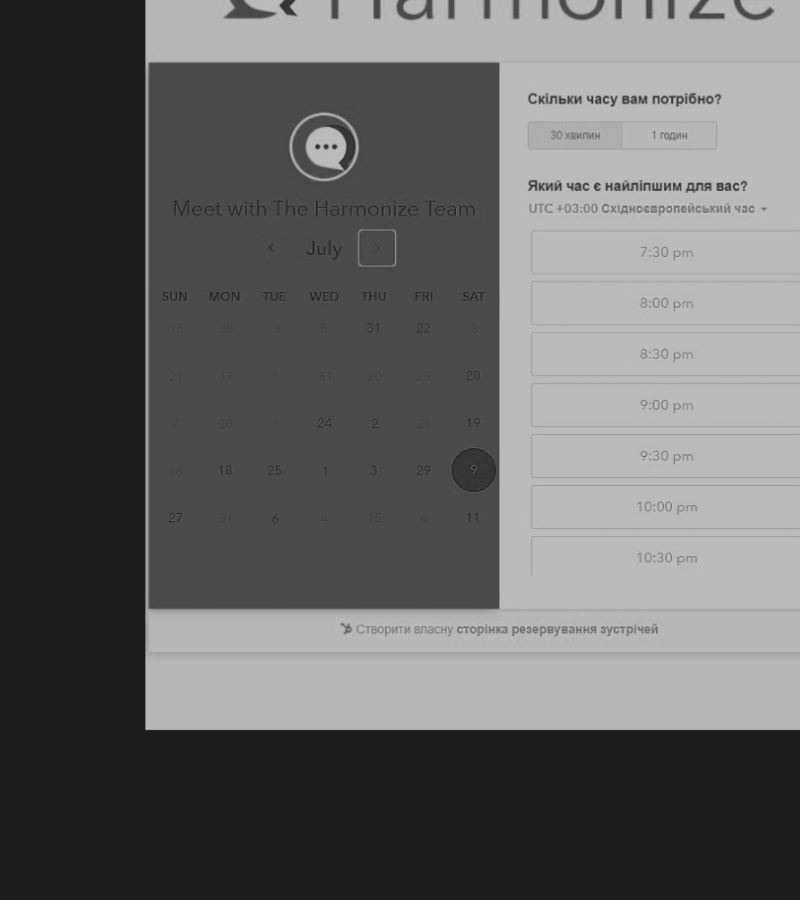 Harmonize
Meet with The Harmonize Team
July
SUN MON TUE WED THU FRI SAT
16 30 3 5 31 22 3
21 17 1 31 20 25 20
7 20 1 24 2 21 19
18 18 25 1 3 29 9
27 31 6 4 15 6 11
Скільки часу вам потрібно?
30 хвилин 1 годин
Який час є найліпшим для вас?
UTC +03:00 Східноєвропейський час
7:30 pm
8:00 pm
8:30 pm
9:00 pm
9:30 pm
10:00 pm
10:30 pm
Створити власну сторінка резервування зустрічей